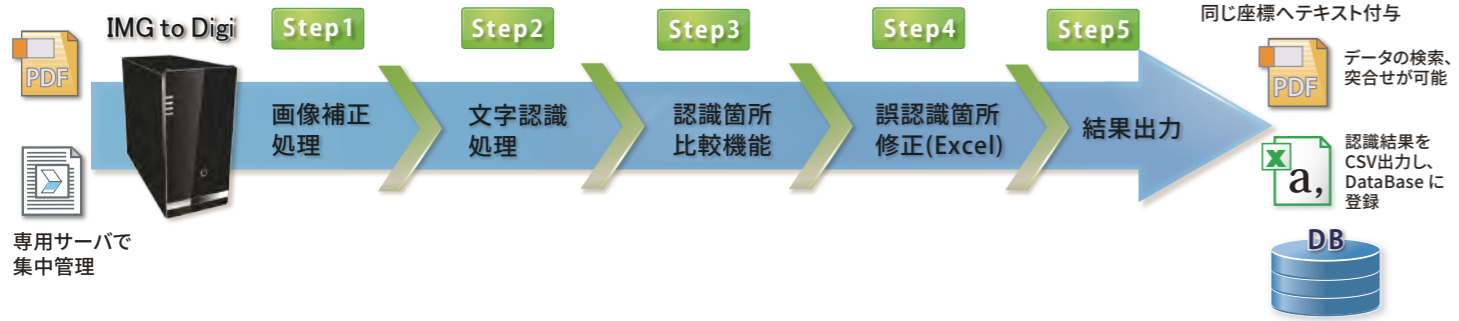 PDF
専用サーバで
集中管理
IMG to Digi
Step1
画像補正
処理
Step2
文字認識
処理
Step3
認識箇所
比較機能
Step4
誤認識箇所
修正(Excel)
Step5
結果出力
同じ座標へテキスト付与
PDF
データの検索、
突合せが可能
X
a,
認識結果を
CSV出力し、
DataBase に
登録
DB